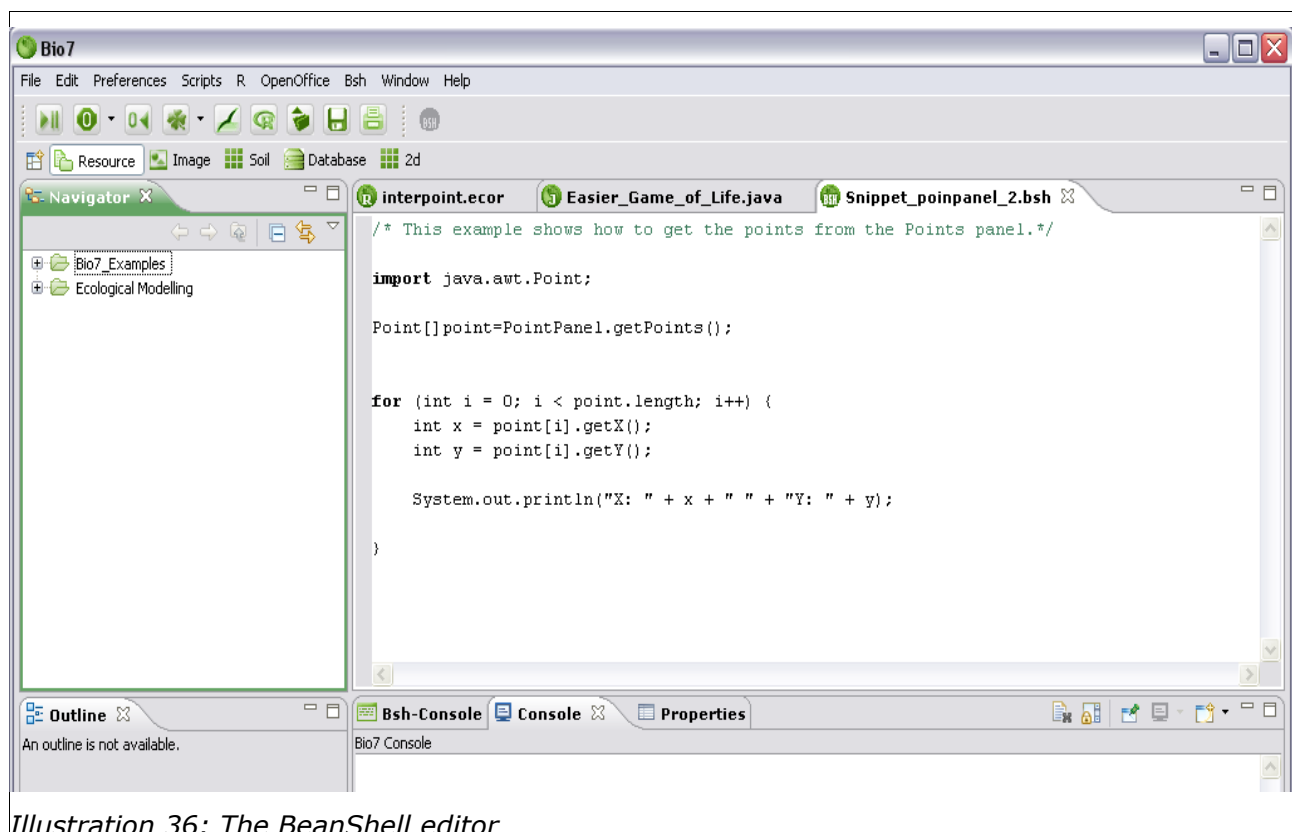 Bio7
File Edit Preferences Scripts R OpenOffice Bsh Window Help
BSH
Resource Image Soil Database 2d
Navigator
Bio7_Examples
Ecological Modelling
interpoint.ecor Easier_Game_of_Life.java Snippet_poinpanel_2.bsh
/* This example shows how to get the points from the Points panel.*/
import java.awt.Point;
Point[]point=PointPanel.getPoints();
for (int i = 0; i < point.length; i++) {
int x = point[i].getX();
int y = point[i].getY();
System.out.println("X: " + x + " " + "Y: " + y);
}
Outline
An outline is not available.
Bsh-Console Console Properties
Bio7 Console
Illustration 36: The BeanShell editor